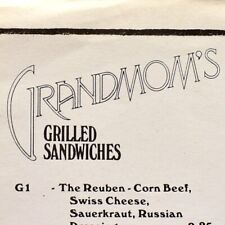 GRANDMOM'S
GRILLED
SANDWICHES
G1 - The Reuben - Corn Beef,
Swiss Cheese,
Sauerkraut, Russian